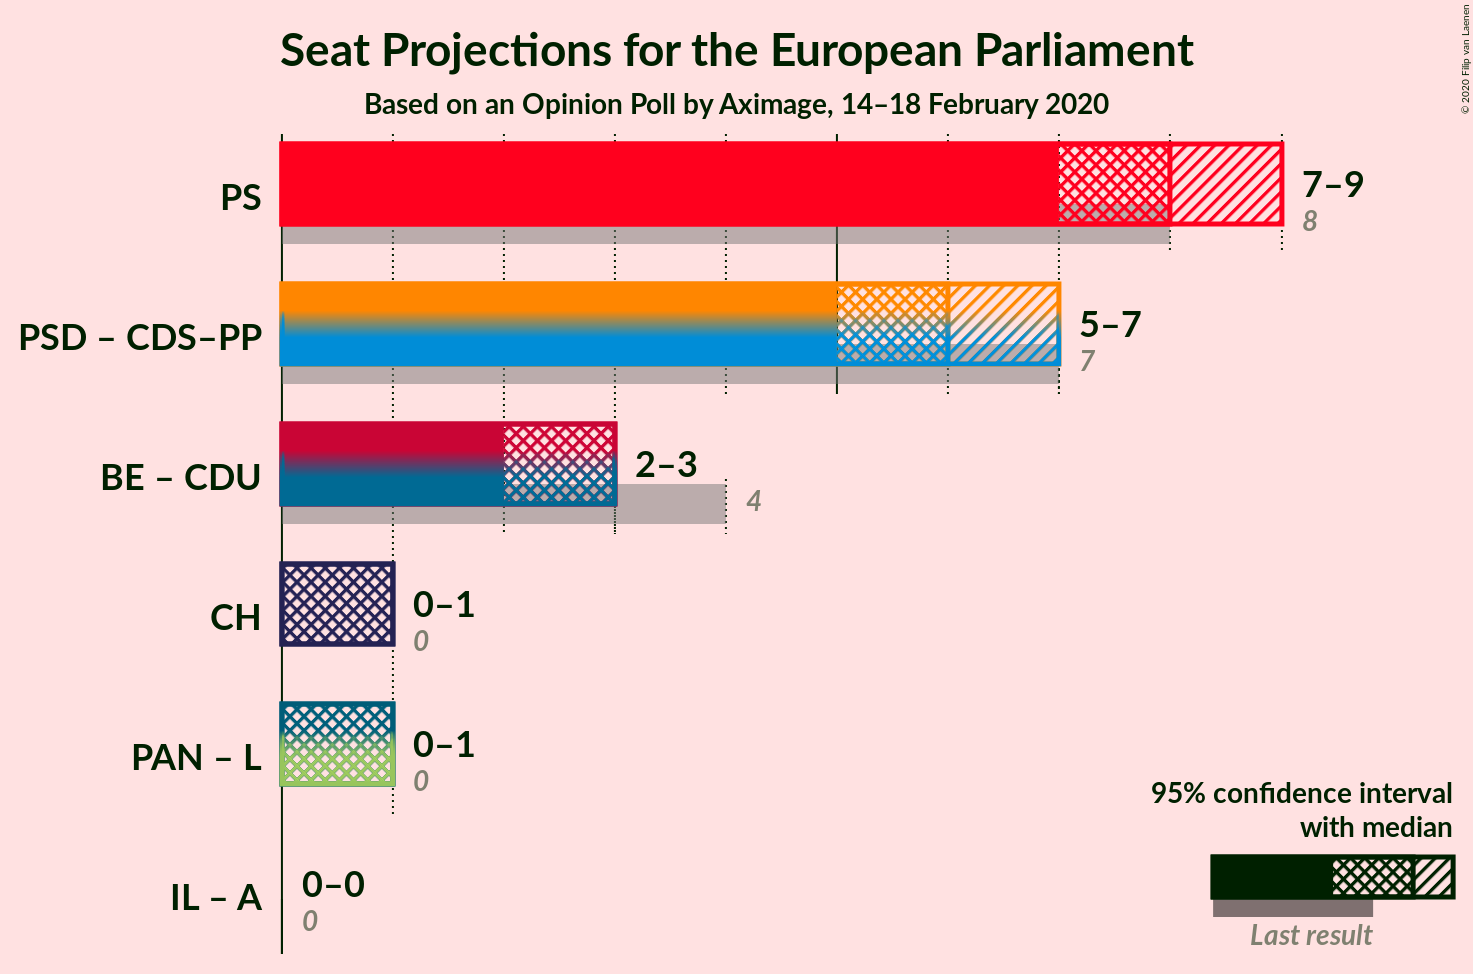 Seat Projections for the European Parliament
Based on an Opinion Poll by Aximage, 14–18 February 2020
© 2020 Filip van Laenen
PS
7–9
8
PSD – CDS–PP
5–7
7
BE – CDU
2–3
4
CH
0–1
0
PAN – L
0–1
0
IL – A
0–0
0
95% confidence interval
with median
Last result